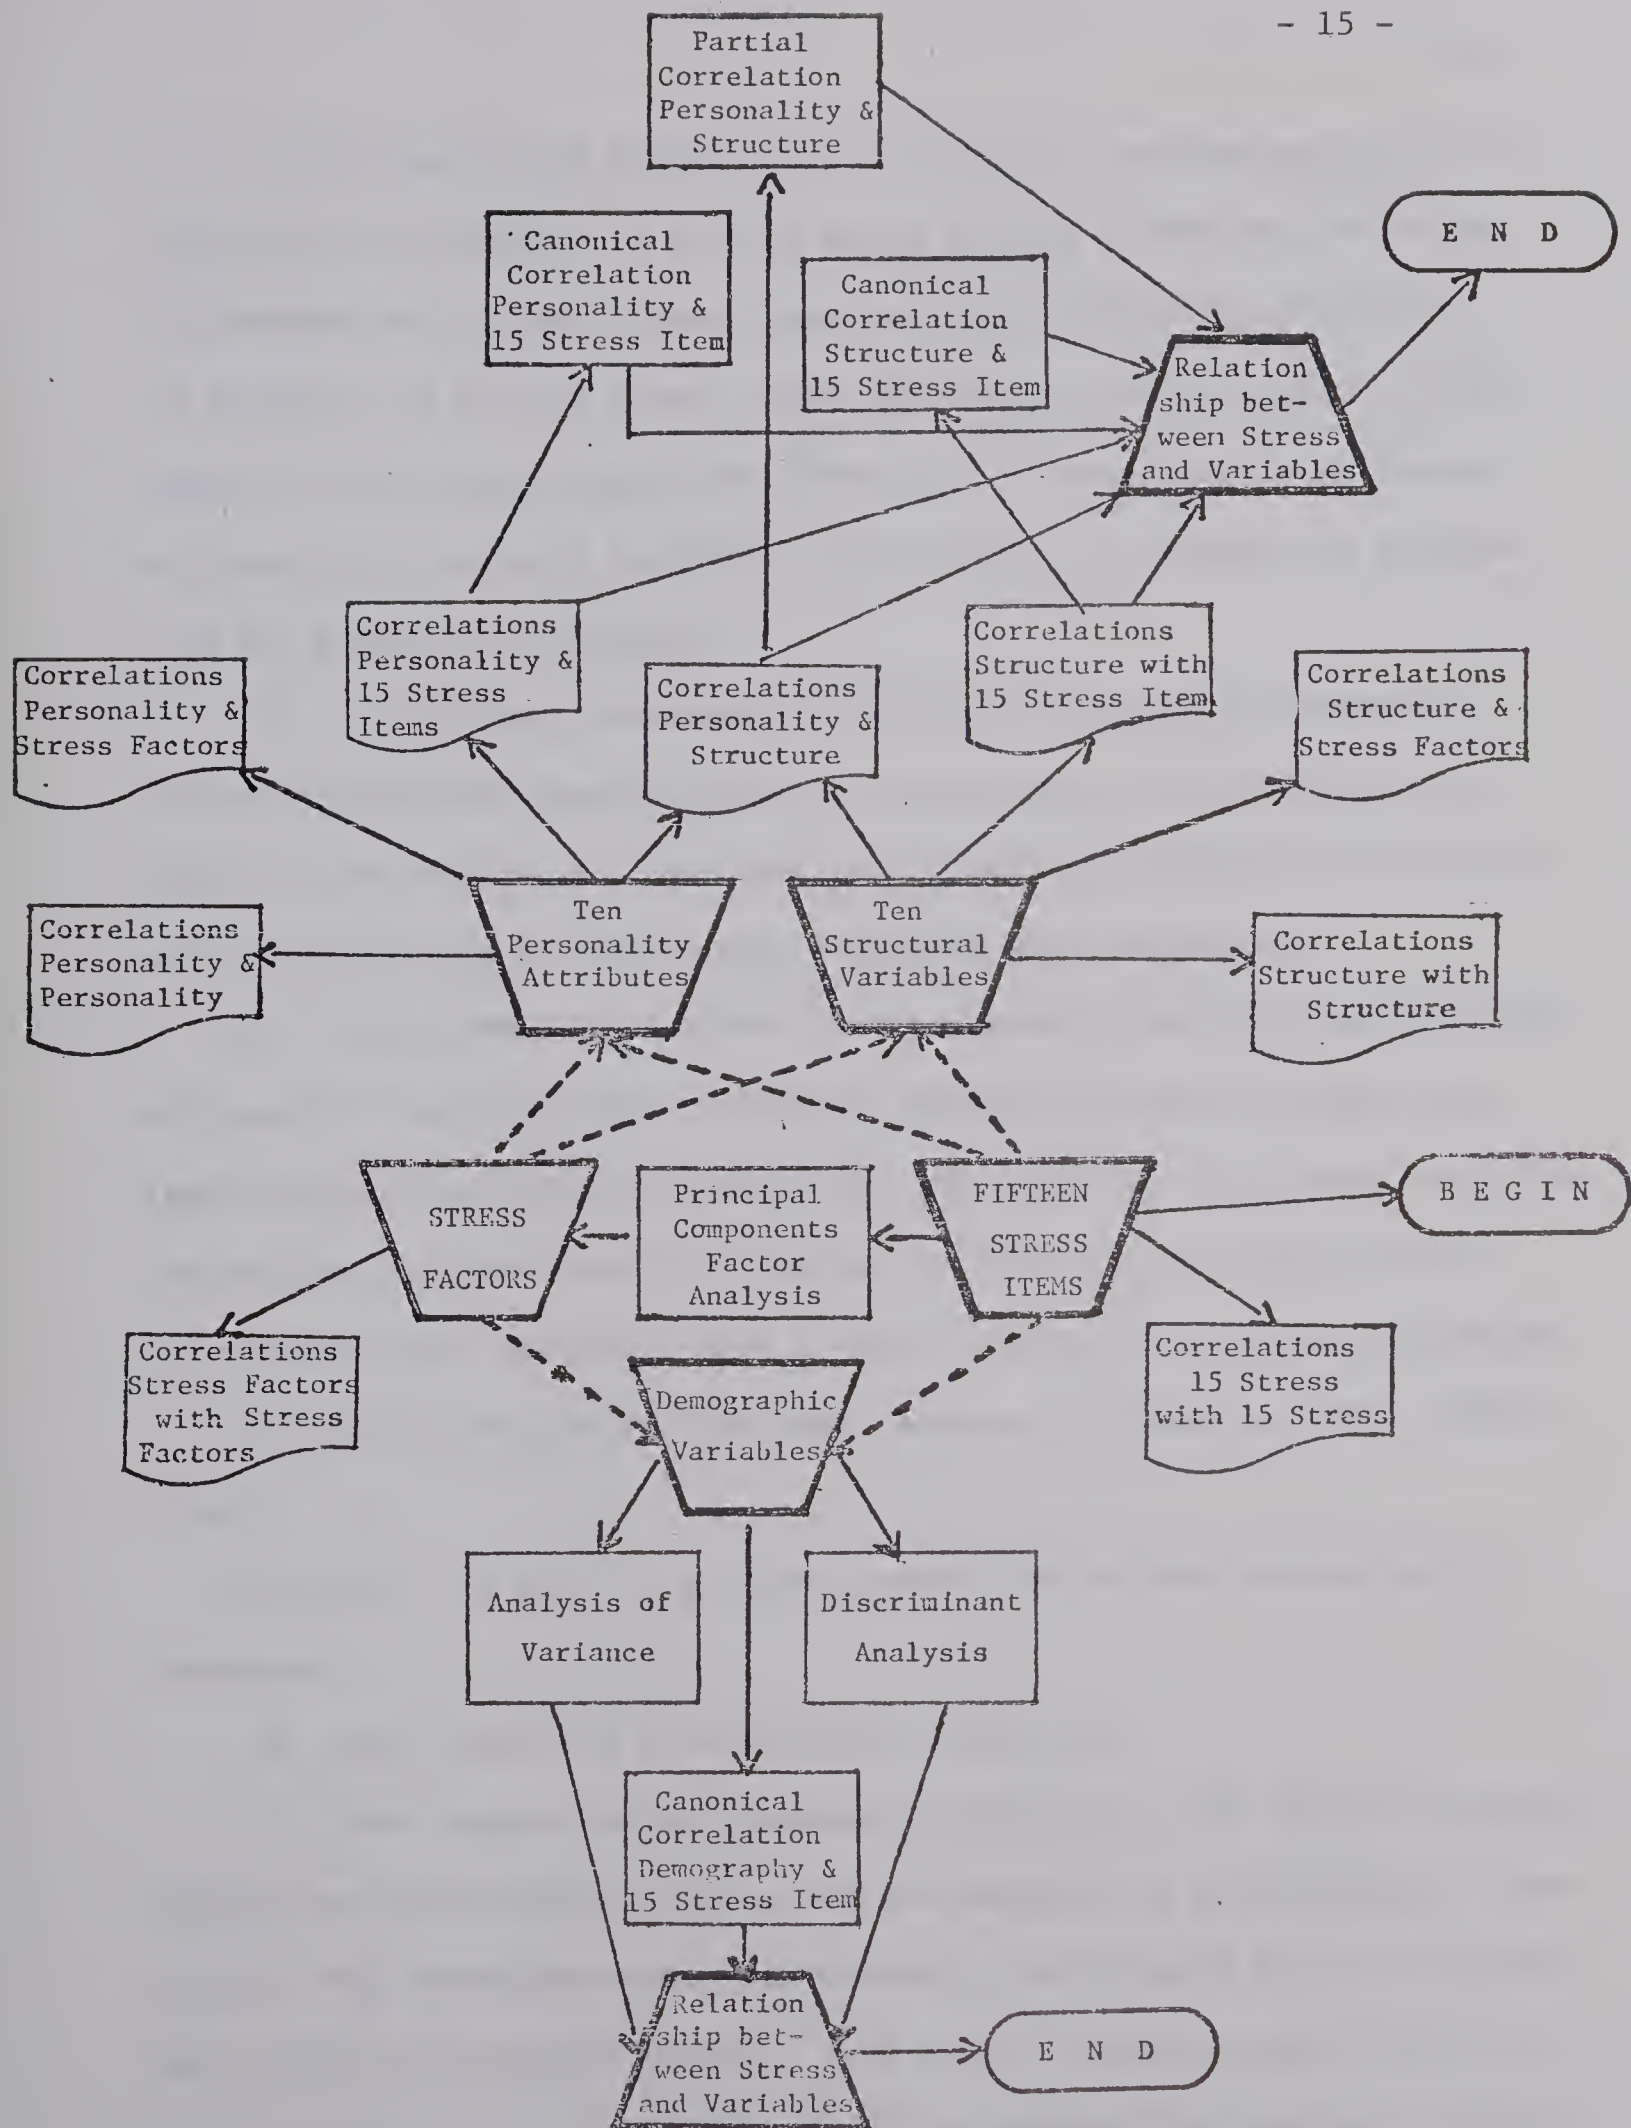 - 15 -
Partial
Correlation
Personality &
Structure
E N D
Canonical
Correlation
Personality &
15 Stress Item
Canonical
Correlation
Structure &
15 Stress Item
Relation
ship bet-
ween Stress
and Variables
Correlations
Personality &
Stress Factors
Correlations
Personality &
15 Stress
Items
Correlations
Personality &
Structure
Correlations
Structure with
15 Stress Item
Correlations
Structure &
Stress Factors
Correlations
Personality &
Personality
Ten
Personality
Attributes
Ten
Structural
Variables
Correlations
Structure with
Structure
STRESS
FACTORS
Principal
Components
Factor
Analysis
FIFTEEN
STRESS
ITEMS
B E G I N
Correlations
Stress Factors
with Stress
Factors
Demographic
Variables
Correlations
15 Stress
with 15 Stress
Analysis of
Variance
Discriminant
Analysis
Canonical
Correlation
Demography &
15 Stress Item
Relation
ship bet-
ween Stress
and Variables
E N D